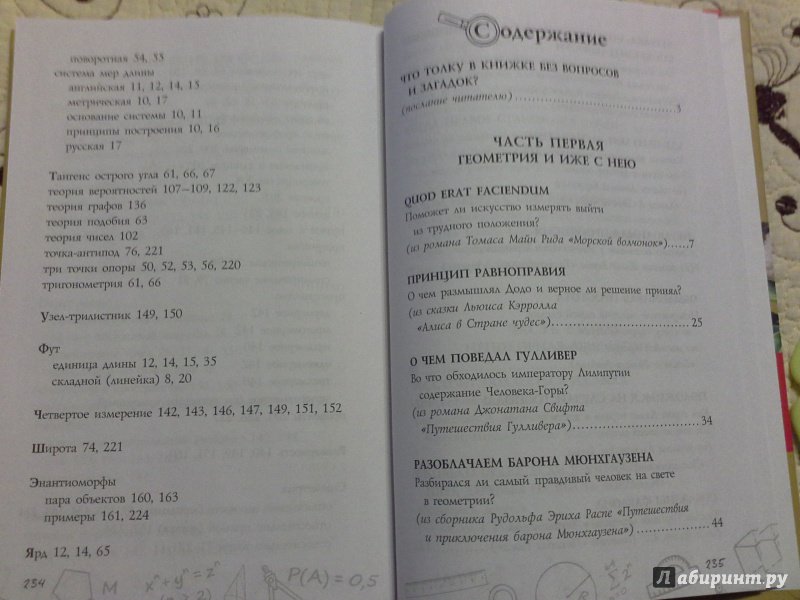 поворотная 54, 55
система мер длины
английская 11, 12, 14, 15
метрическая 10, 17
основание системы 10, 11
принципы построения 10, 16
русская 17
Тангенс острого угла 61, 66, 67
теория вероятностей 107—109, 122, 123
теория графов 136
теория подобия 63
теория чисел 102
точка-антипод 76, 221
три точки опоры 50, 52, 53, 56, 220
тригонометрия 61, 66
Узел-трилистник 149, 150
Фут
единица длины 12, 14, 15, 35
складной (линейка) 8, 20
Четвертое измерение 142, 143, 146, 147, 149, 151, 152
Широта 74, 221
Энантиоморфы
пара объектов 160, 163
примеры 161, 224
Ярд 12, 14, 65
234
M
xⁿ + yⁿ = zⁿ
n > 2
P(A) = 0,5
Содержание
ЧТО ТОЛКУ В КНИЖКЕ БЕЗ ВОПРОСОВ
И ЗАГАДОК?
(послание читателю)........................3
ЧАСТЬ ПЕРВАЯ
ГЕОМЕТРИЯ И ИЖЕ С НЕЮ
QUOD ERAT FACIENDUM
Поможет ли искусство измерять выйти
из трудного положения?
(из романа Томаса Майн Рида «Морской волчонок»)......7
ПРИНЦИП РАВНОПРАВИЯ
О чем размышлял Додо и верное ли решение принял?
(из сказки Льюиса Кэрролла
«Алиса в Стране чудес»)..............................25
О ЧЕМ ПОВЕДАЛ ГУЛЛИВЕР
Во что обходилось императору Лилипутии
содержание Человека-Горы?
(из романа Джонатана Свифта
«Путешествия Гулливера»)..............................34
РАЗОБЛАЧАЕМ БАРОНА МЮНХГАУЗЕНА
Разбирался ли самый правдивый человек на свете
в геометрии?
(из сборника Рудольфа Эриха Распе «Путешествия
и приключения барона Мюнхгаузена»)..................44
235
Лабиринт.ру